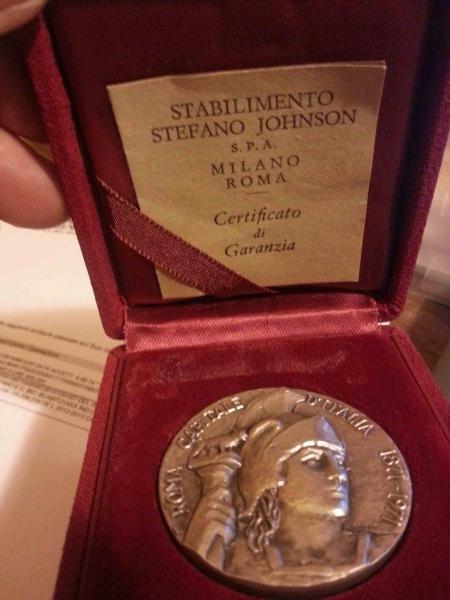 STABILIMENTO
STEFANO JOHNSON
S.P.A.
MILANO
ROMA
Certificato
di
Garanzia
ROMA CAPITALE D'ITALIA 1871-1971